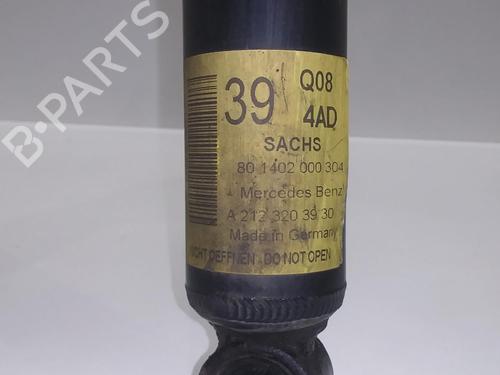 B-PARTS
39
Q08
4AD
SACHS
80 1402 000 304
Mercedes Benz
A 212 320 39 30
Made in Germany
NICHT OEFFNEN DO NOT OPEN